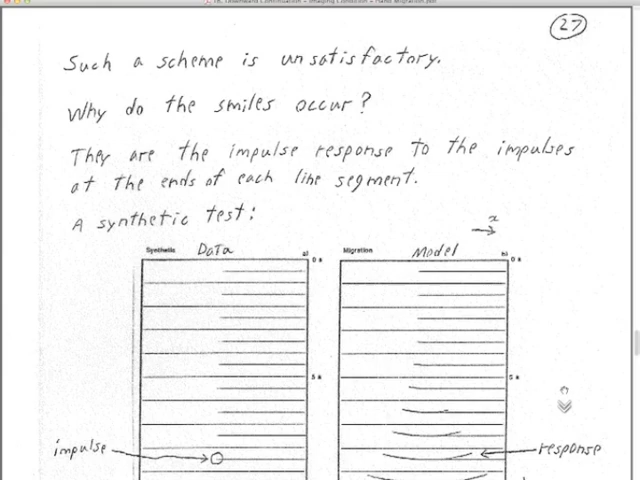 27
Such a scheme is unsatisfactory.
Why do the smiles occur?
They are the impulse response to the impulses
at the ends of each line segment.
A synthetic test:
x
Synthetic Data a)
Migration Model b)
0 s
0 s
5 s
5 s
impulse
response